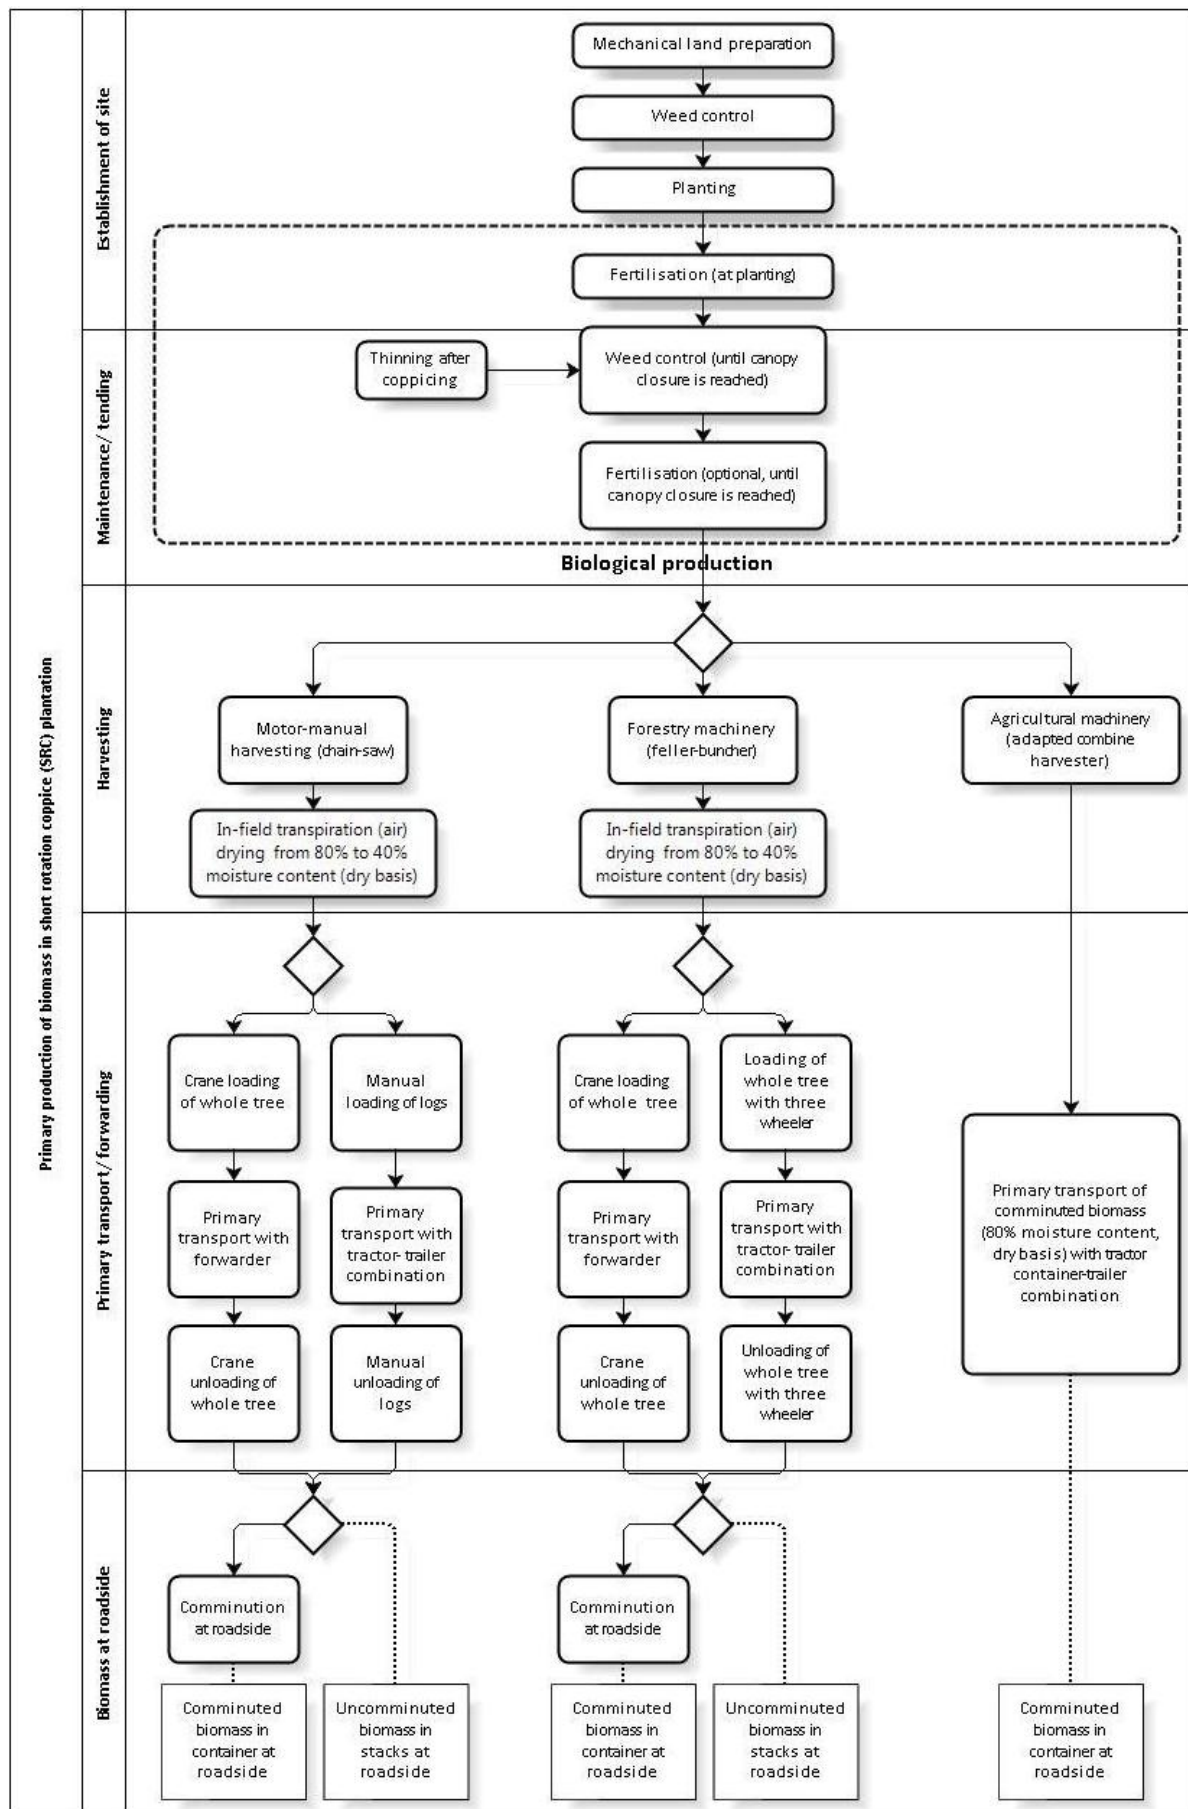 Primary production of biomass in short rotation coppice (SRC) plantation
Establishment of site
Mechanical land preparation
Weed control
Planting
Fertilisation (at planting)
Maintenance/ tending
Thinning after
coppicing
Weed control (until canopy
closure is reached)
Fertilisation (optional, until
canopy closure is reached)
Biological production
Harvesting
Motor-manual
harvesting (chain-saw)
Forestry machinery
(feller-buncher)
Agricultural machinery
(adapted combine
harvester)
In-field transpiration (air)
drying from 80% to 40%
moisture content (dry basis)
In-field transpiration (air)
drying from 80% to 40%
moisture content (dry basis)
Primary transport/ forwarding
Crane loading
of whole tree
Manual
loading of logs
Crane loading
of whole tree
Loading of
whole tree
with three
wheeler
Primary
transport with
forwarder
Primary
transport with
tractor- trailer
combination
Primary
transport with
forwarder
Primary
transport with
tractor- trailer
combination
Primary transport of
comminuted biomass
(80% moisture content,
dry basis) with tractor
container-trailer
combination
Crane
unloading of
whole tree
Manual
unloading of
logs
Crane
unloading of
whole tree
Unloading of
whole tree
with three
wheeler
Biomass at roadside
Comminution
at roadside
Comminution
at roadside
Comminuted
biomass in
container at
roadside
Uncomminuted
biomass in
stacks at
roadside
Comminuted
biomass in
container at
roadside
Uncomminuted
biomass in
stacks at
roadside
Comminuted
biomass in
container at
roadside